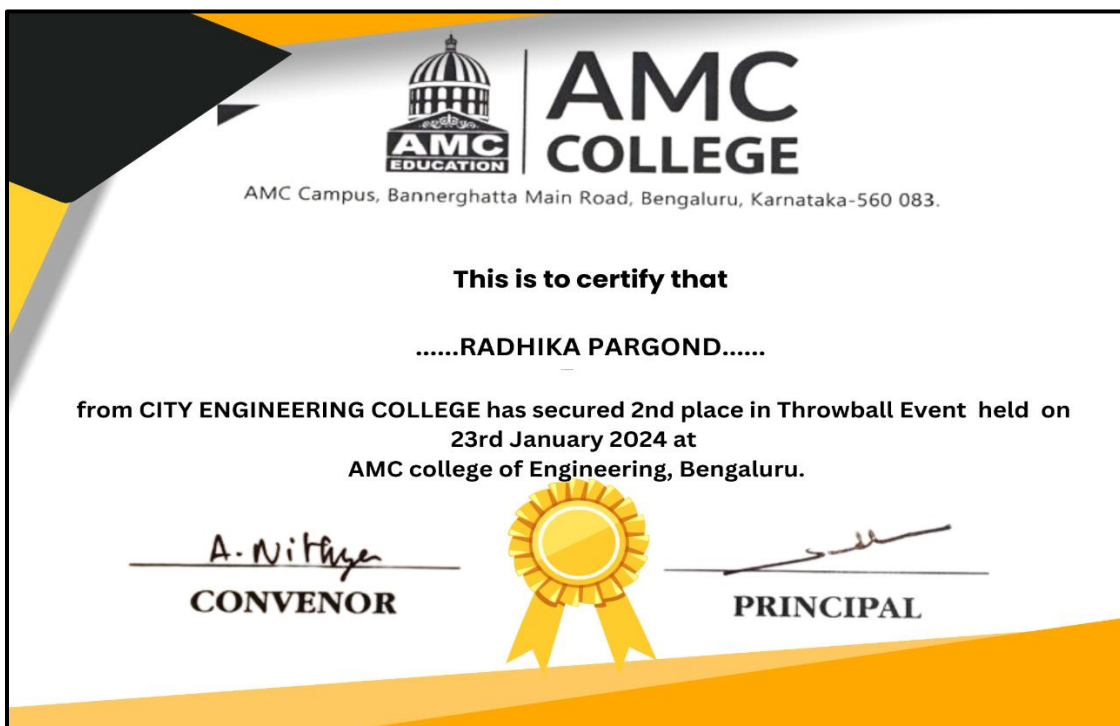 AMC
EDUCATION
AMC
COLLEGE
AMC Campus, Bannerghatta Main Road, Bengaluru, Karnataka-560 083.
This is to certify that
......RADHIKA PARGOND......
from CITY ENGINEERING COLLEGE has secured 2nd place in Throwball Event held on
23rd January 2024 at
AMC college of Engineering, Bengaluru.
A. Nithya
CONVENOR
PRINCIPAL